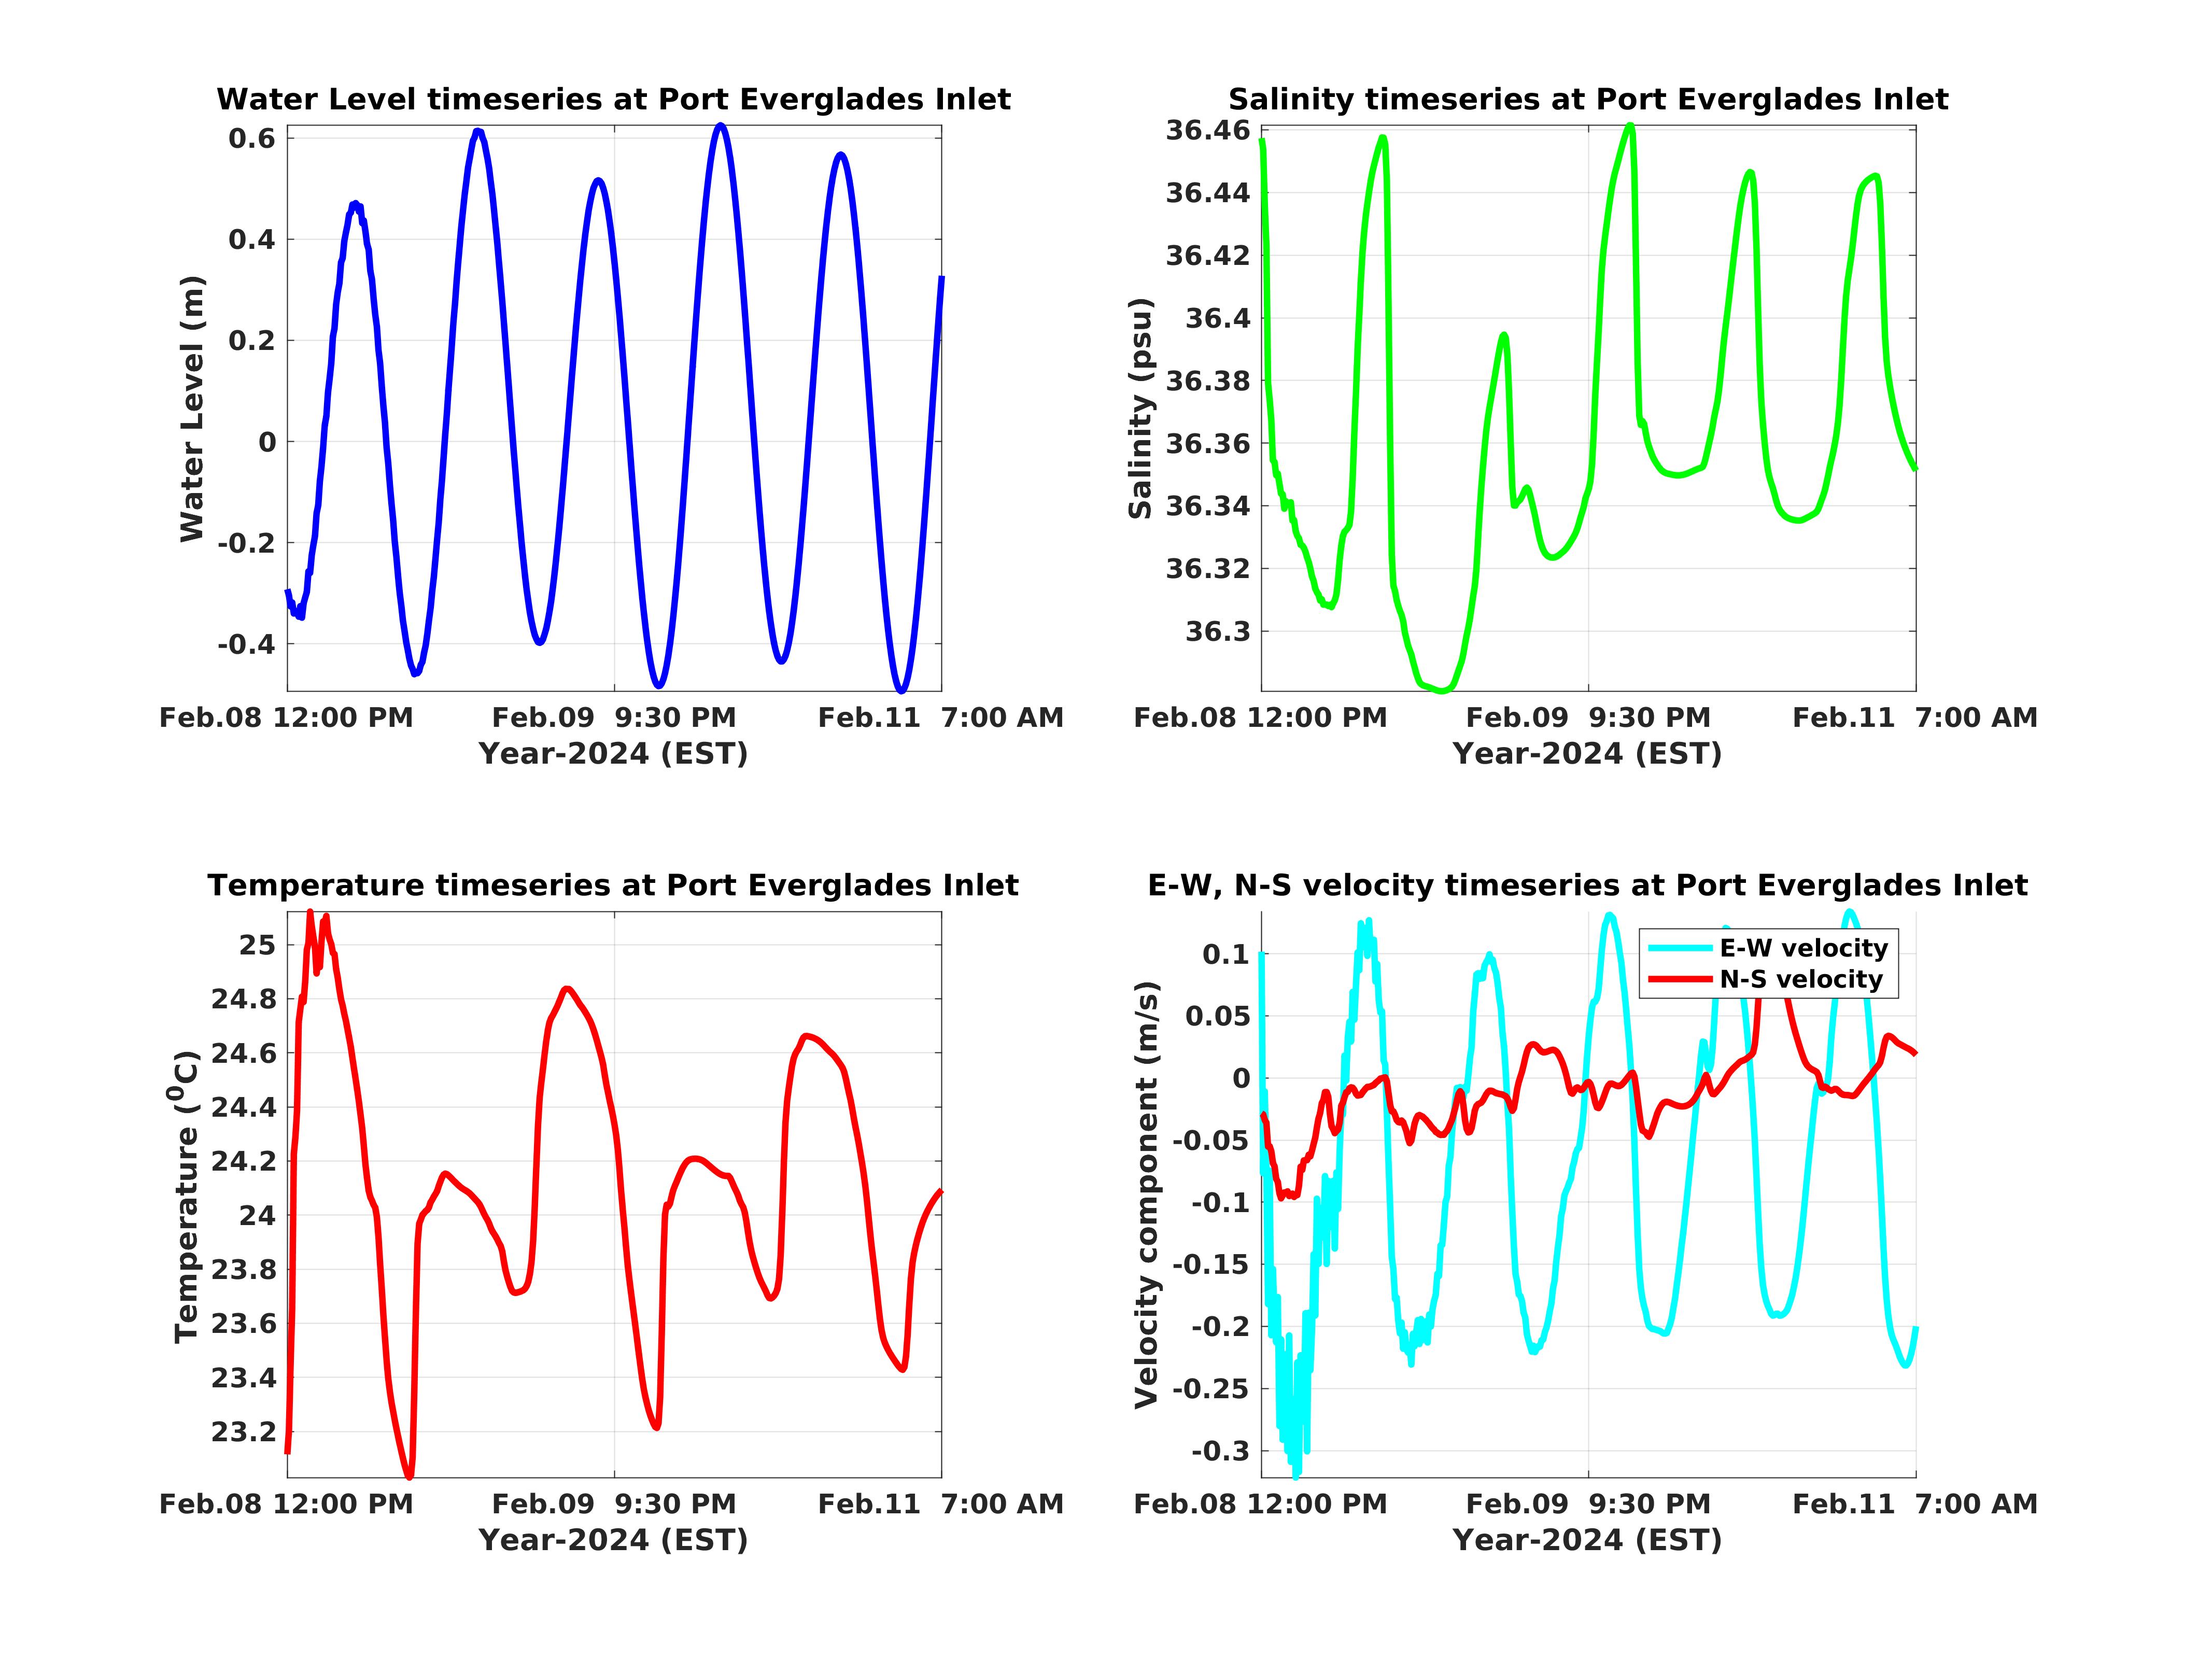 Water Level timeseries at Port Everglades Inlet
0.6
0.4
0.2
0
-0.2
-0.4
Water Level (m)
Feb.08 12:00 PM Feb.09 9:30 PM Feb.11 7:00 AM
Year-2024 (EST)
Salinity timeseries at Port Everglades Inlet
36.46
36.44
36.42
36.4
36.38
36.36
36.34
36.32
36.3
Salinity (psu)
Feb.08 12:00 PM Feb.09 9:30 PM Feb.11 7:00 AM
Year-2024 (EST)
Temperature timeseries at Port Everglades Inlet
25
24.8
24.6
24.4
24.2
24
23.8
23.6
23.4
23.2
Temperature (⁰C)
Feb.08 12:00 PM Feb.09 9:30 PM Feb.11 7:00 AM
Year-2024 (EST)
E-W, N-S velocity timeseries at Port Everglades Inlet
0.1
0.05
0
-0.05
-0.1
-0.15
-0.2
-0.25
-0.3
Velocity component (m/s)
E-W velocity
N-S velocity
Feb.08 12:00 PM Feb.09 9:30 PM Feb.11 7:00 AM
Year-2024 (EST)